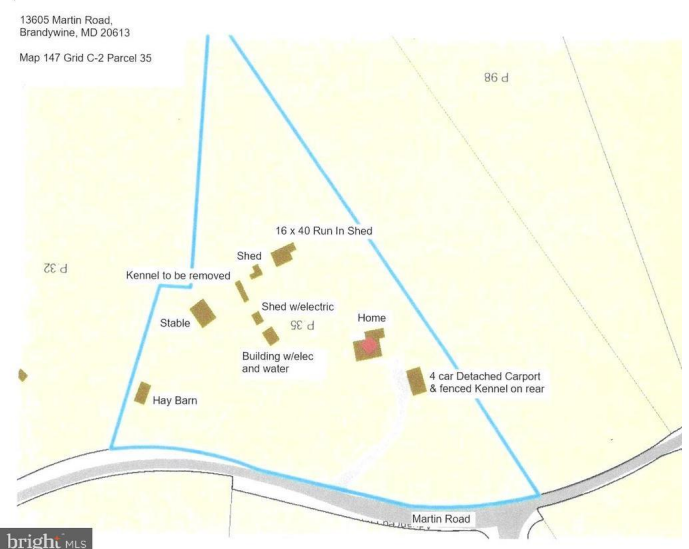 13605 Martin Road,
Brandywine, MD 20613
Map 147 Grid C-2 Parcel 35
P 98
16 x 40 Run In Shed
Shed
P 32
Kennel to be removed
Shed w/electric
Stable
P 35
Home
Building w/elec
and water
4 car Detached Carport
& fenced Kennel on rear
Hay Barn
Martin Road
bright MLS